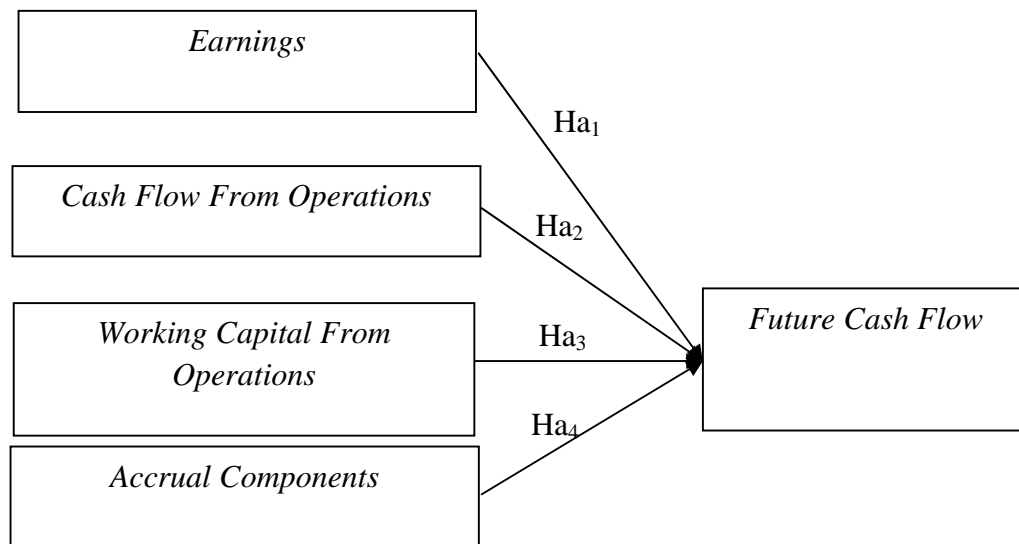 Earnings
Ha₁
Cash Flow From Operations
Ha₂
Working Capital From
Operations
Ha₃
Future Cash Flow
Ha₄
Accrual Components